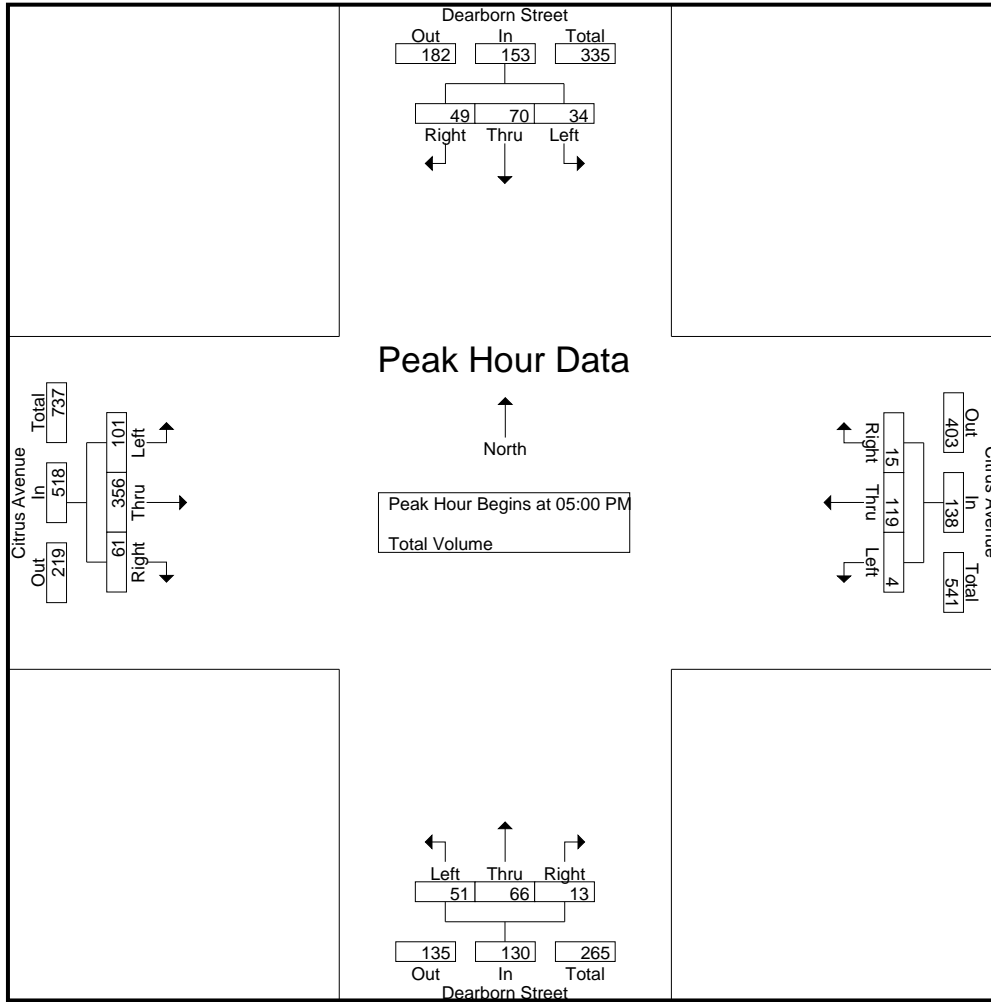 Dearborn Street
Out In Total
182 153 335
49 70 34
Right Thru Left
Peak Hour Data
North
Peak Hour Begins at 05:00 PM
Total Volume
Citrus Avenue
Out In Total
219 518 737
61 356 101
Right Thru Left
Citrus Avenue
Out In Total
403 138 541
15 119 4
Right Thru Left
Left Thru Right
51 66 13
135 130 265
Out In Total
Dearborn Street